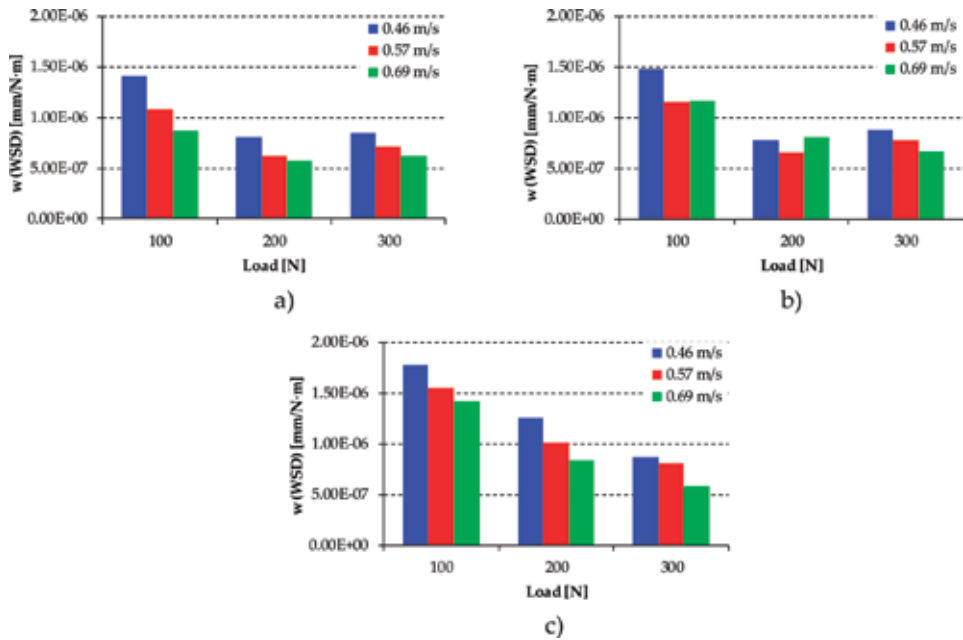 2.00E-06
1.50E-06
1.00E-06
5.00E-07
0.00E+00
w (WSD) [mm/N·m]
0.46 m/s
0.57 m/s
0.69 m/s
100 200 300
Load [N]
a)
2.00E-06
1.50E-06
1.00E-06
5.00E-07
0.00E+00
w (WSD) [mm/N·m]
0.46 m/s
0.57 m/s
0.69 m/s
100 200 300
Load [N]
b)
2.00E-06
1.50E-06
1.00E-06
5.00E-07
0.00E+00
w (WSD) [mm/N·m]
0.46 m/s
0.57 m/s
0.69 m/s
100 200 300
Load [N]
c)